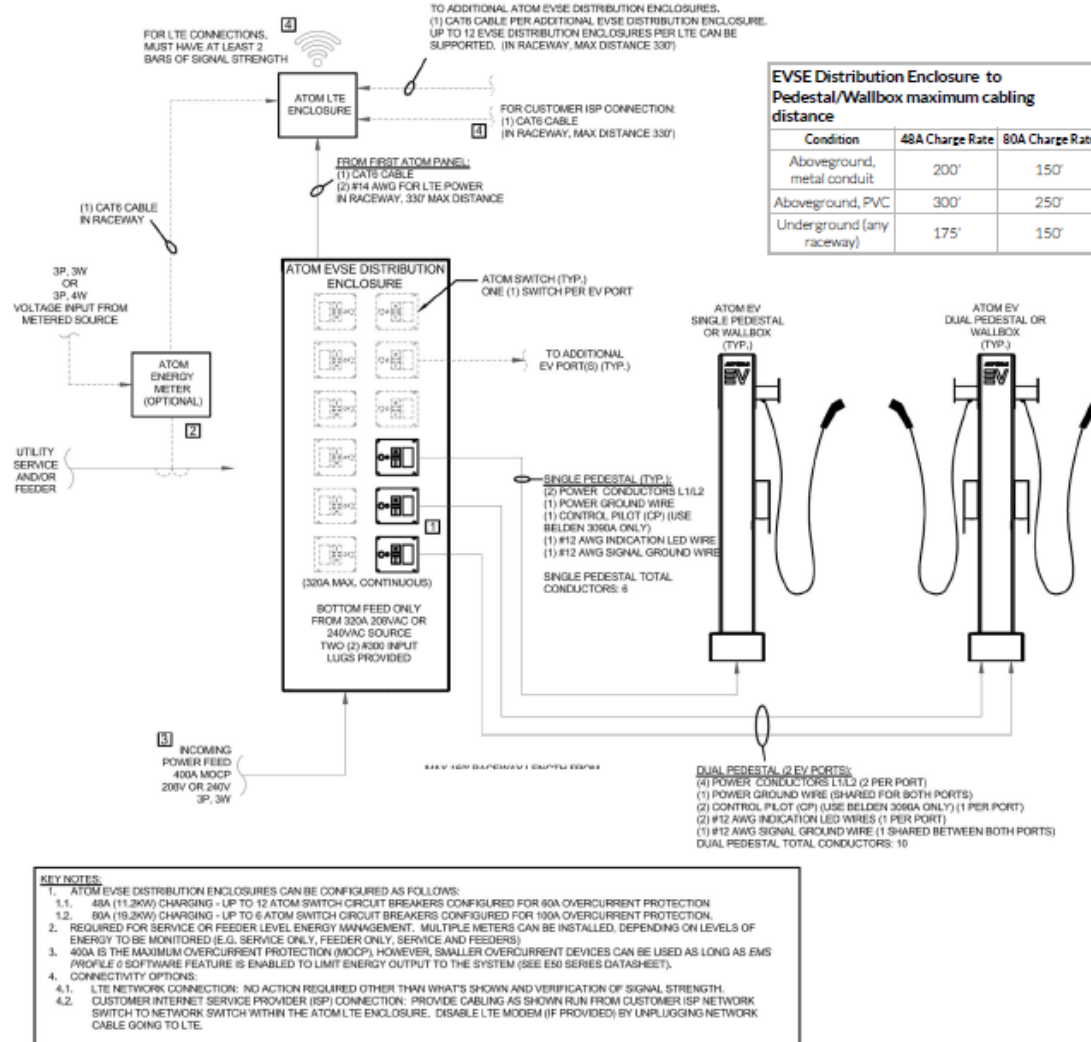 TO ADDITIONAL ATOM EVSE DISTRIBUTION ENCLOSURES.
(1) CAT6 CABLE PER ADDITIONAL EVSE DISTRIBUTION ENCLOSURE.
UP TO 12 EVSE DISTRIBUTION ENCLOSURES PER LTE CAN BE
SUPPORTED. (IN RACEWAY, MAX DISTANCE 330')
4
FOR LTE CONNECTIONS,
MUST HAVE AT LEAST 2
BARS OF SIGNAL STRENGTH
ATOM LTE
ENCLOSURE
FOR CUSTOMER ISP CONNECTION:
(1) CAT6 CABLE
(IN RACEWAY, MAX DISTANCE 330')
4
EVSE Distribution Enclosure to
Pedestal/Wallbox maximum cabling
distance
Condition 48A Charge Rate 80A Charge Rate
Aboveground,
metal conduit 200' 150'
Aboveground, PVC 300' 250'
Underground (any
raceway) 175' 150'
FROM FIRST ATOM PANEL:
(1) CAT6 CABLE
(2) #14 AWG FOR LTE POWER
IN RACEWAY, 330' MAX DISTANCE
(1) CAT6 CABLE
IN RACEWAY
3P, 3W
OR
3P, 4W
VOLTAGE INPUT FROM
METERED SOURCE
ATOM
ENERGY
METER
(OPTIONAL)
2
UTILITY
SERVICE
AND/OR
FEEDER
ATOM EVSE DISTRIBUTION
ENCLOSURE
ATOM SWITCH (TYP.)
ONE (1) SWITCH PER EV PORT
TO ADDITIONAL
EV PORT(S) (TYP.)
1
(320A MAX. CONTINUOUS)
BOTTOM FEED ONLY
FROM 320A 208VAC OR
240VAC SOURCE
TWO (2) #300 INPUT
LUGS PROVIDED
3
INCOMING
POWER FEED
400A MOCP
208V OR 240V
3P, 3W
ATOM EV
SINGLE PEDESTAL
OR WALLBOX
(TYP.)
EV
ATOM EV
DUAL PEDESTAL OR
WALLBOX
(TYP.)
EV
SINGLE PEDESTAL (TYP.):
(2) POWER CONDUCTORS L1/L2
(1) POWER GROUND WIRE
(1) CONTROL PILOT (CP) (USE
BELDEN 3090A ONLY)
(1) #12 AWG INDICATION LED WIRE
(1) #12 AWG SIGNAL GROUND WIRE
SINGLE PEDESTAL TOTAL
CONDUCTORS: 6
RACEWAY LENGTH FROM
DUAL PEDESTAL (2 EV PORTS):
(4) POWER CONDUCTORS L1/L2 (2 PER PORT)
(1) POWER GROUND WIRE (SHARED FOR BOTH PORTS)
(2) CONTROL PILOT (CP) (USE BELDEN 3090A ONLY) (1 PER PORT)
(2) #12 AWG INDICATION LED WIRES (1 PER PORT)
(1) #12 AWG SIGNAL GROUND WIRE (1 SHARED BETWEEN BOTH PORTS)
DUAL PEDESTAL TOTAL CONDUCTORS: 10
KEY NOTES:
1. ATOM EVSE DISTRIBUTION ENCLOSURES CAN BE CONFIGURED AS FOLLOWS:
1.1. 48A (11.2KW) CHARGING - UP TO 12 ATOM SWITCH CIRCUIT BREAKERS CONFIGURED FOR 60A OVERCURRENT PROTECTION
1.2. 80A (19.2KW) CHARGING - UP TO 6 ATOM SWITCH CIRCUIT BREAKERS CONFIGURED FOR 100A OVERCURRENT PROTECTION.
2. REQUIRED FOR SERVICE OR FEEDER LEVEL ENERGY MANAGEMENT. MULTIPLE METERS CAN BE INSTALLED, DEPENDING ON LEVELS OF
ENERGY TO BE MONITORED (E.G. SERVICE ONLY, FEEDER ONLY, SERVICE AND FEEDERS)
3. 400A IS THE MAXIMUM OVERCURRENT PROTECTION (MOCP), HOWEVER, SMALLER OVERCURRENT DEVICES CAN BE USED AS LONG AS EMS
PROFILE 0 SOFTWARE FEATURE IS ENABLED TO LIMIT ENERGY OUTPUT TO THE SYSTEM (SEE E50 SERIES DATASHEET).
4. CONNECTIVITY OPTIONS:
4.1. LTE NETWORK CONNECTION: NO ACTION REQUIRED OTHER THAN WHAT'S SHOWN AND VERIFICATION OF SIGNAL STRENGTH.
4.2. CUSTOMER INTERNET SERVICE PROVIDER (ISP) CONNECTION: PROVIDE CABLING AS SHOWN RUN FROM CUSTOMER ISP NETWORK
SWITCH TO NETWORK SWITCH WITHIN THE ATOM LTE ENCLOSURE. DISABLE LTE MODEM (IF PROVIDED) BY UNPLUGGING NETWORK
CABLE GOING TO LTE.